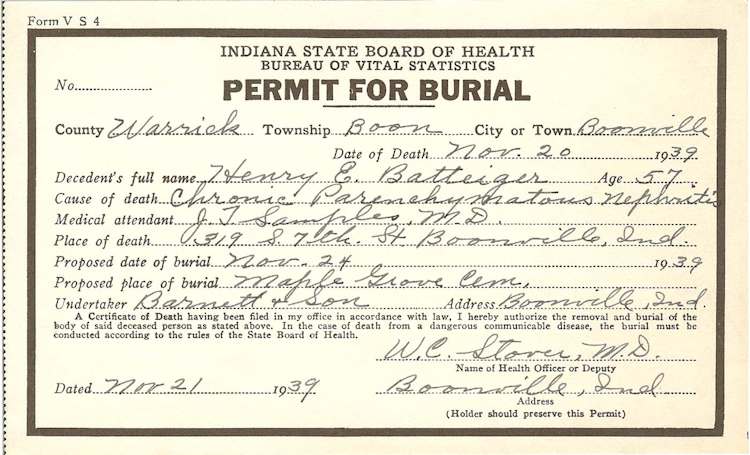 Form V S 4
INDIANA STATE BOARD OF HEALTH
BUREAU OF VITAL STATISTICS
No.
PERMIT FOR BURIAL
County Warrick Township Boon City or Town Boonville
Date of Death Nov. 20 1939
Decedent's full name Henry E. Batteiger Age 57
Cause of death Chronic Parenchymatous Nephritis
Medical attendant J. T. Samples, M.D.
Place of death 319 S. 7th. St Boonville, Ind.
Proposed date of burial Nov. 24 1939
Proposed place of burial Maple Grove Cem,
Undertaker Barnett & Son Address Boonville, Ind.
A Certificate of Death having been filed in my office in accordance with law, I hereby authorize the removal and burial of the
body of said deceased person as stated above. In the case of death from a dangerous communicable disease, the burial must be
conducted according to the rules of the State Board of Health.
W.C. Stover, M.D.
Name of Health Officer or Deputy
Dated Nov 21 1939 Boonville, Ind
Address
(Holder should preserve this Permit)